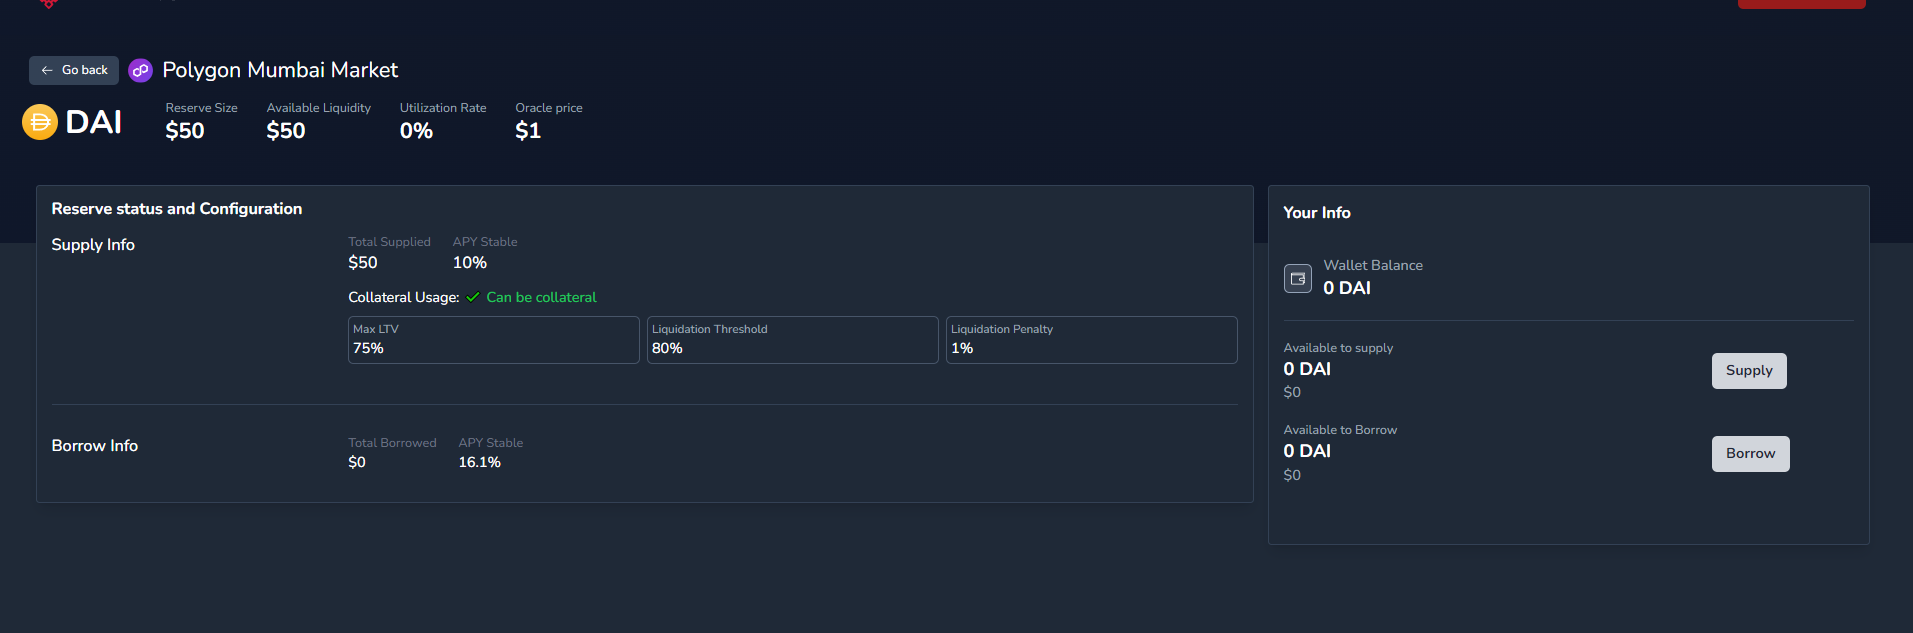 Go back
Polygon Mumbai Market
DAI
Reserve Size
$50
Available Liquidity
$50
Utilization Rate
0%
Oracle price
$1
Reserve status and Configuration
Supply Info
Total Supplied
$50
APY Stable
10%
Collateral Usage: Can be collateral
Max LTV
75%
Liquidation Threshold
80%
Liquidation Penalty
1%
Borrow Info
Total Borrowed
$0
APY Stable
16.1%
Your Info
Wallet Balance
0 DAI
Available to supply
0 DAI
$0
Supply
Available to Borrow
0 DAI
$0
Borrow